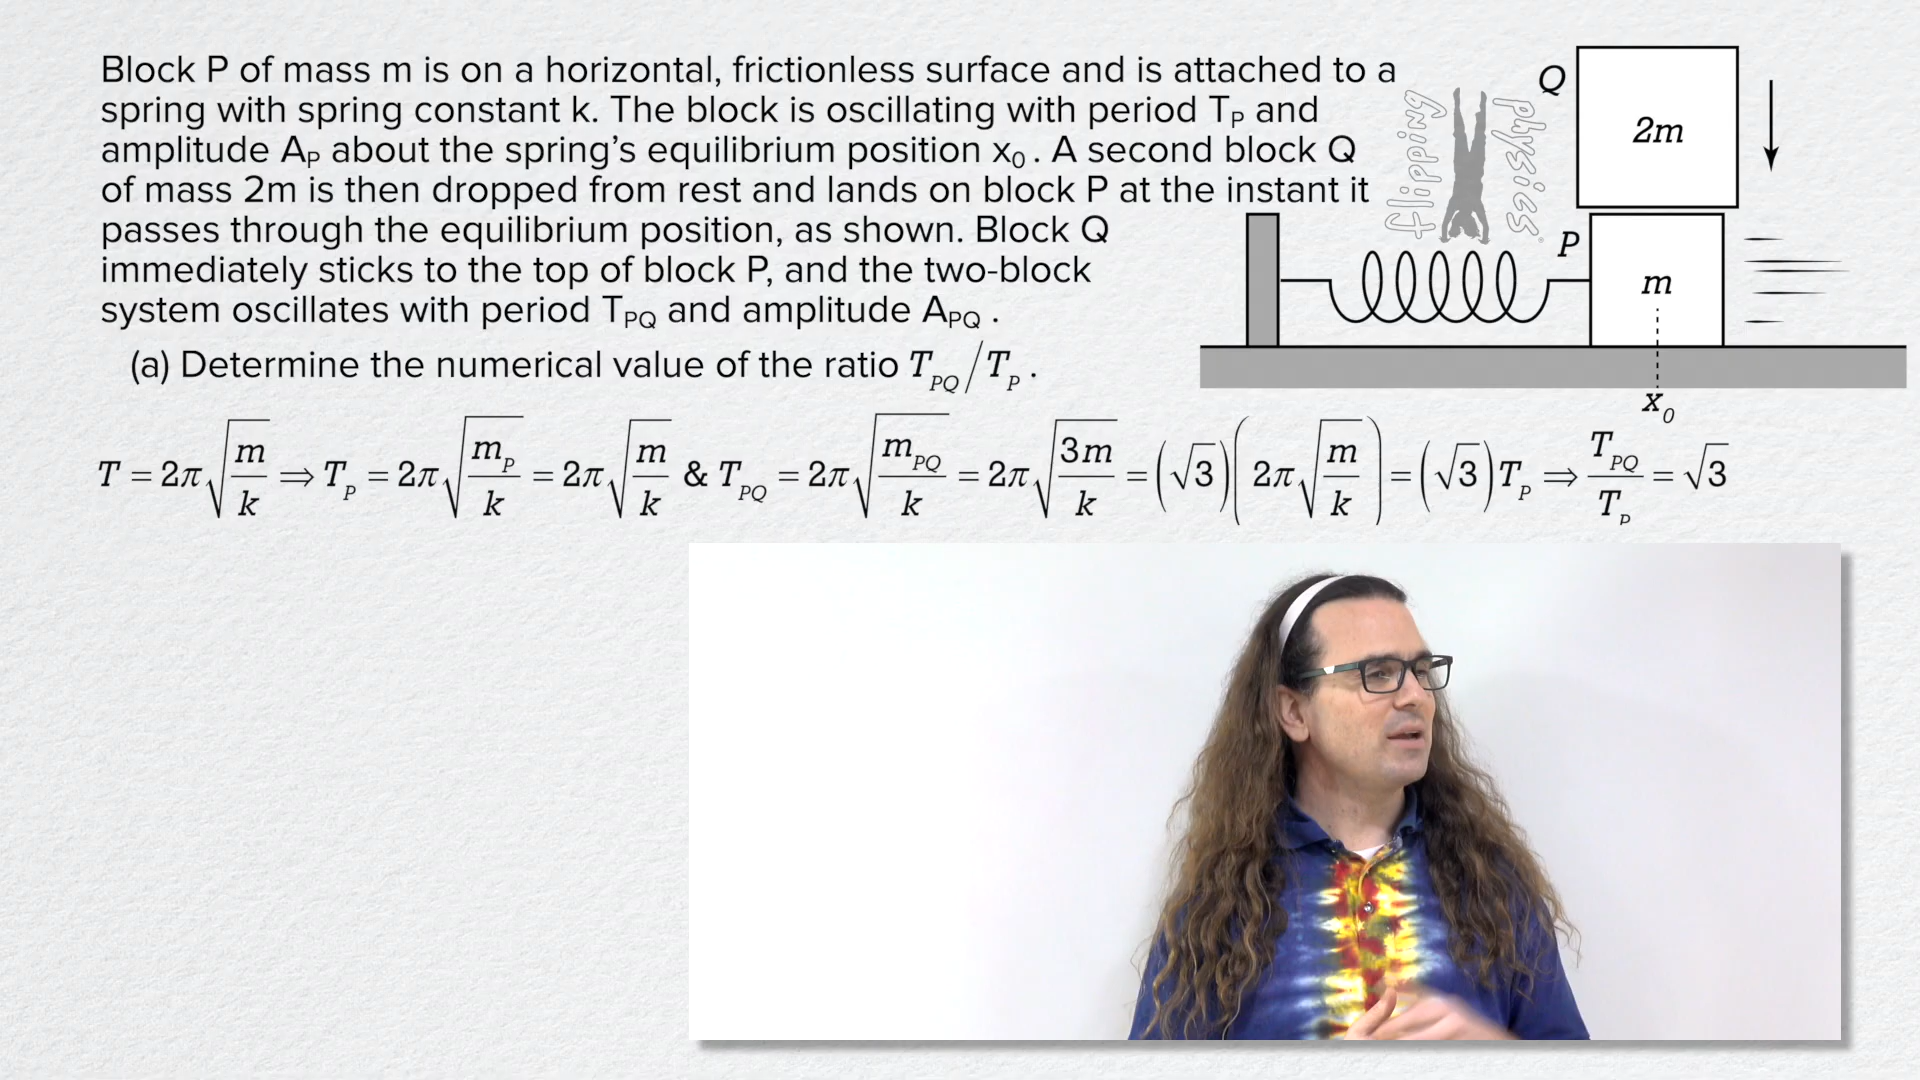 Block P of mass m is on a horizontal, frictionless surface and is attached to a
spring with spring constant k. The block is oscillating with period T_P and
amplitude A_P about the spring’s equilibrium position x_0 . A second block Q
of mass 2m is then dropped from rest and lands on block P at the instant it
passes through the equilibrium position, as shown. Block Q
immediately sticks to the top of block P, and the two-block
system oscillates with period T_PQ and amplitude A_PQ .
(a) Determine the numerical value of the ratio T_PQ/T_P .
T = 2π√(m/k) ⇒ T_P = 2π√(m_P/k) = 2π√(m/k) & T_PQ = 2π√(m_PQ/k) = 2π√(3m/k) = (√3)(2π√(m/k)) = (√3)T_P ⇒ T_PQ/T_P = √3
Q
2m
flipping
physics
P
m
x_0